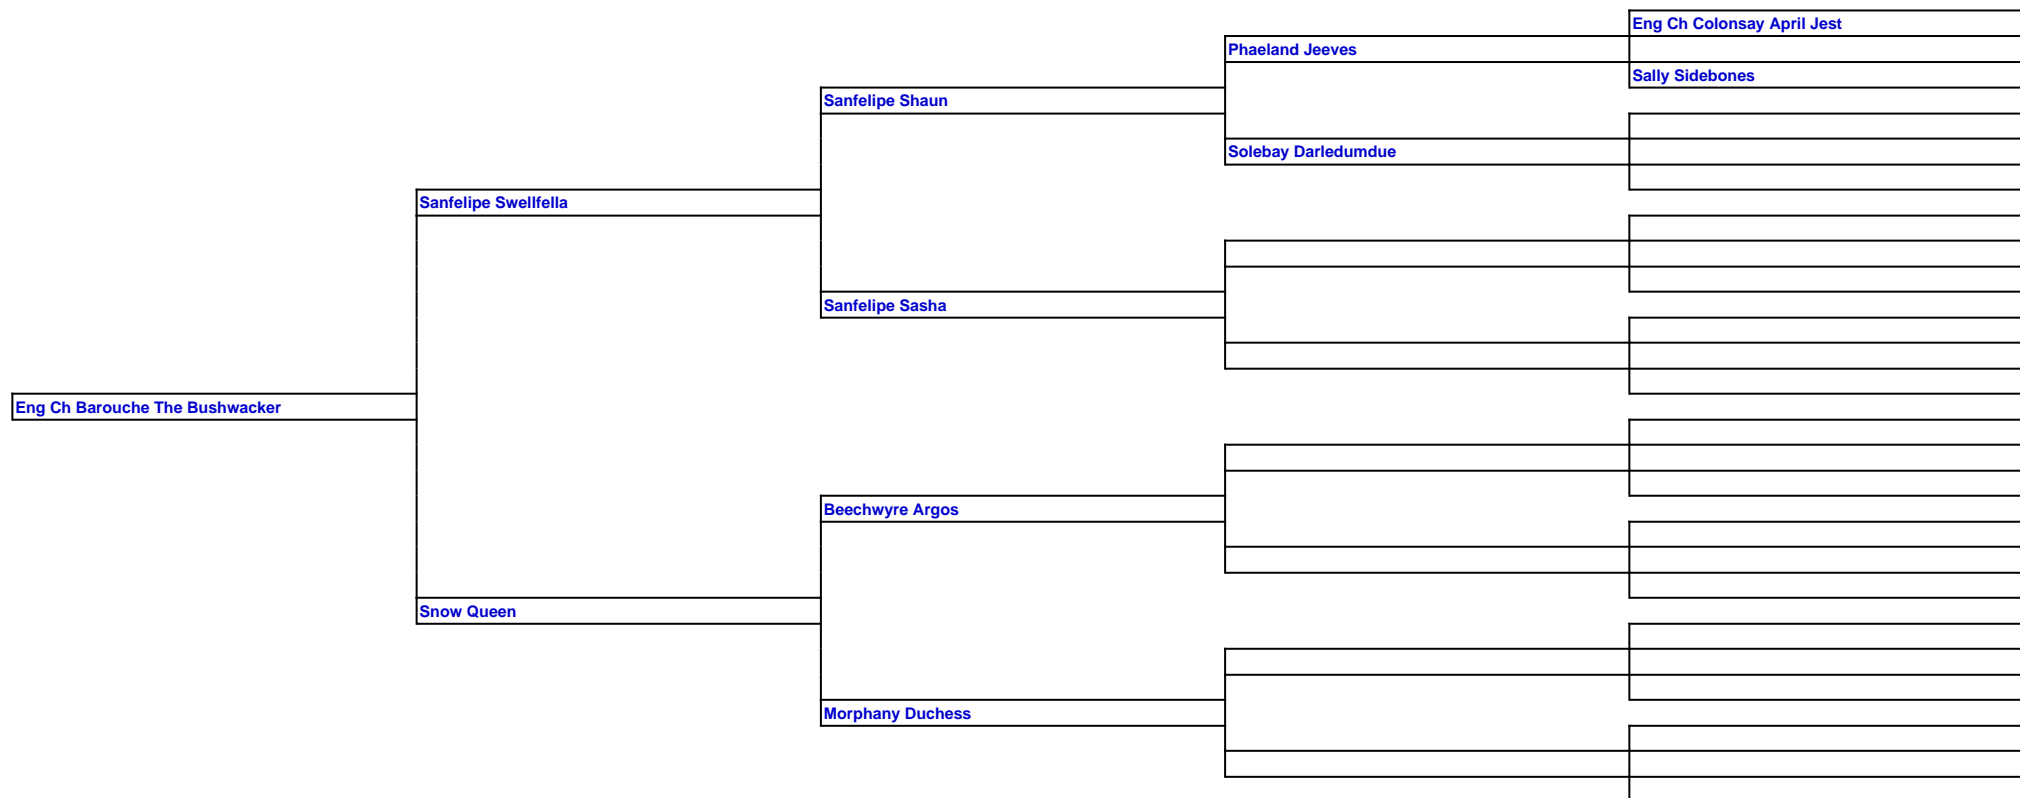 Eng Ch Colonsay April Jest
Phaeland Jeeves
Sally Sidebones
Sanfelipe Shaun
Solebay Darledumdue
Sanfelipe Swellfella
Sanfelipe Sasha
Eng Ch Barouche The Bushwacker
Beechwyre Argos
Snow Queen
Morphany Duchess